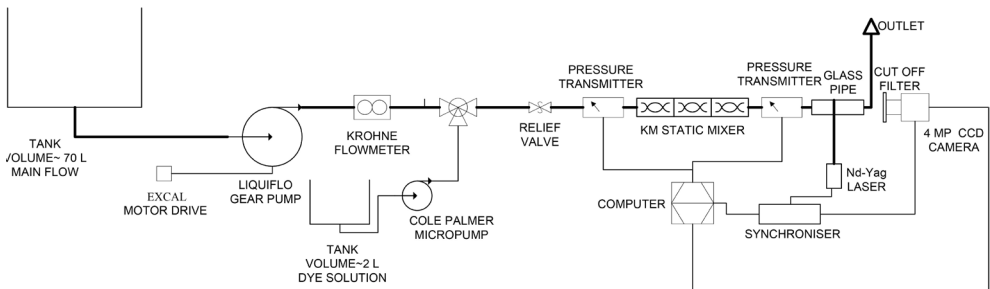 TANK
VOLUME~ 70 L
MAIN FLOW
EXCAL
MOTOR DRIVE
LIQUIFLO
GEAR PUMP
KROHNE
FLOWMETER
TANK
VOLUME~2 L
DYE SOLUTION
COLE PALMER
MICROPUMP
RELIEF
VALVE
PRESSURE
TRANSMITTER
KM STATIC MIXER
PRESSURE
TRANSMITTER
GLASS
PIPE
OUTLET
CUT OFF
FILTER
4 MP CCD
CAMERA
Nd-Yag
LASER
COMPUTER
SYNCHRONISER